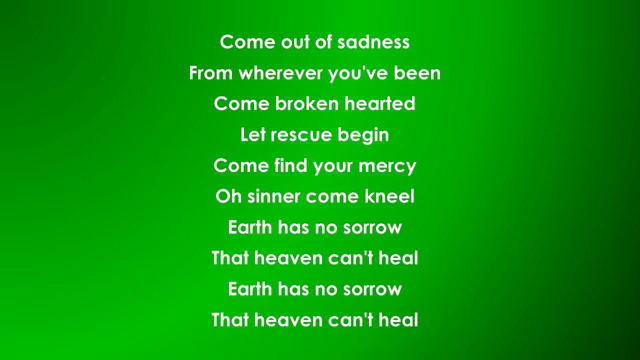 Come out of sadness
From wherever you've been
Come broken hearted
Let rescue begin
Come find your mercy
Oh sinner come kneel
Earth has no sorrow
That heaven can't heal
Earth has no sorrow
That heaven can't heal